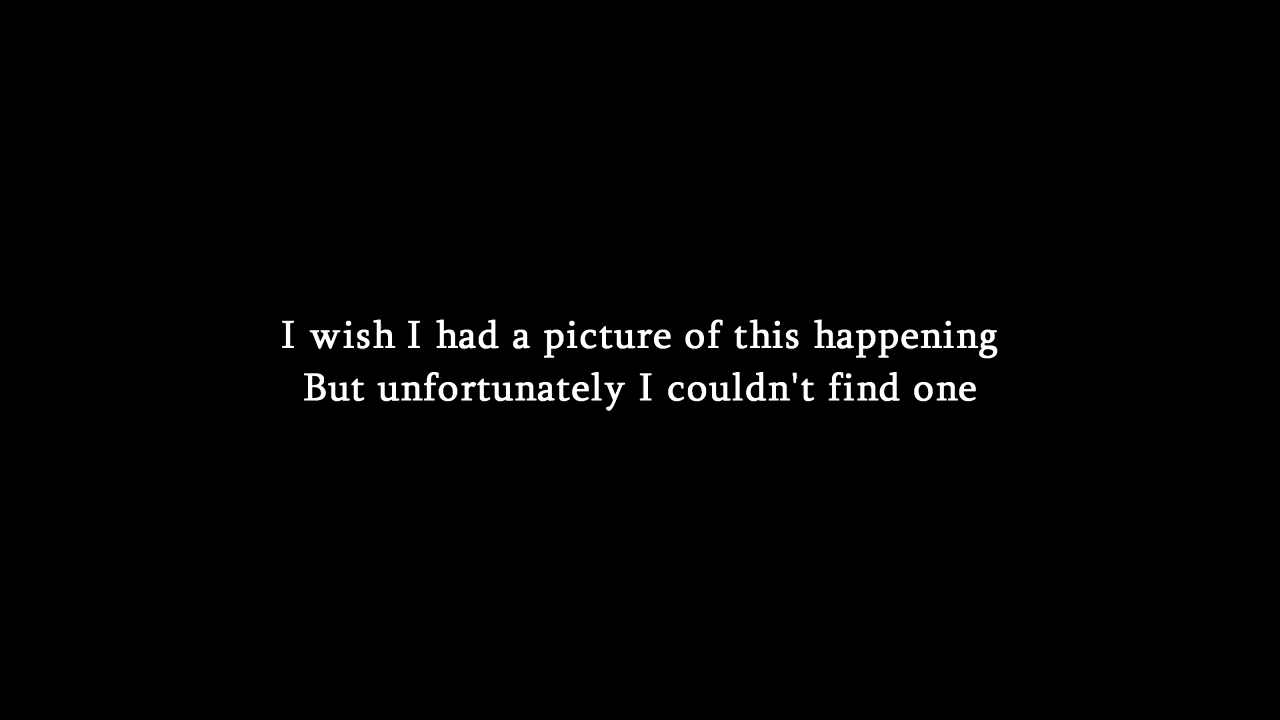 I wish I had a picture of this happening
But unfortunately I couldn't find one